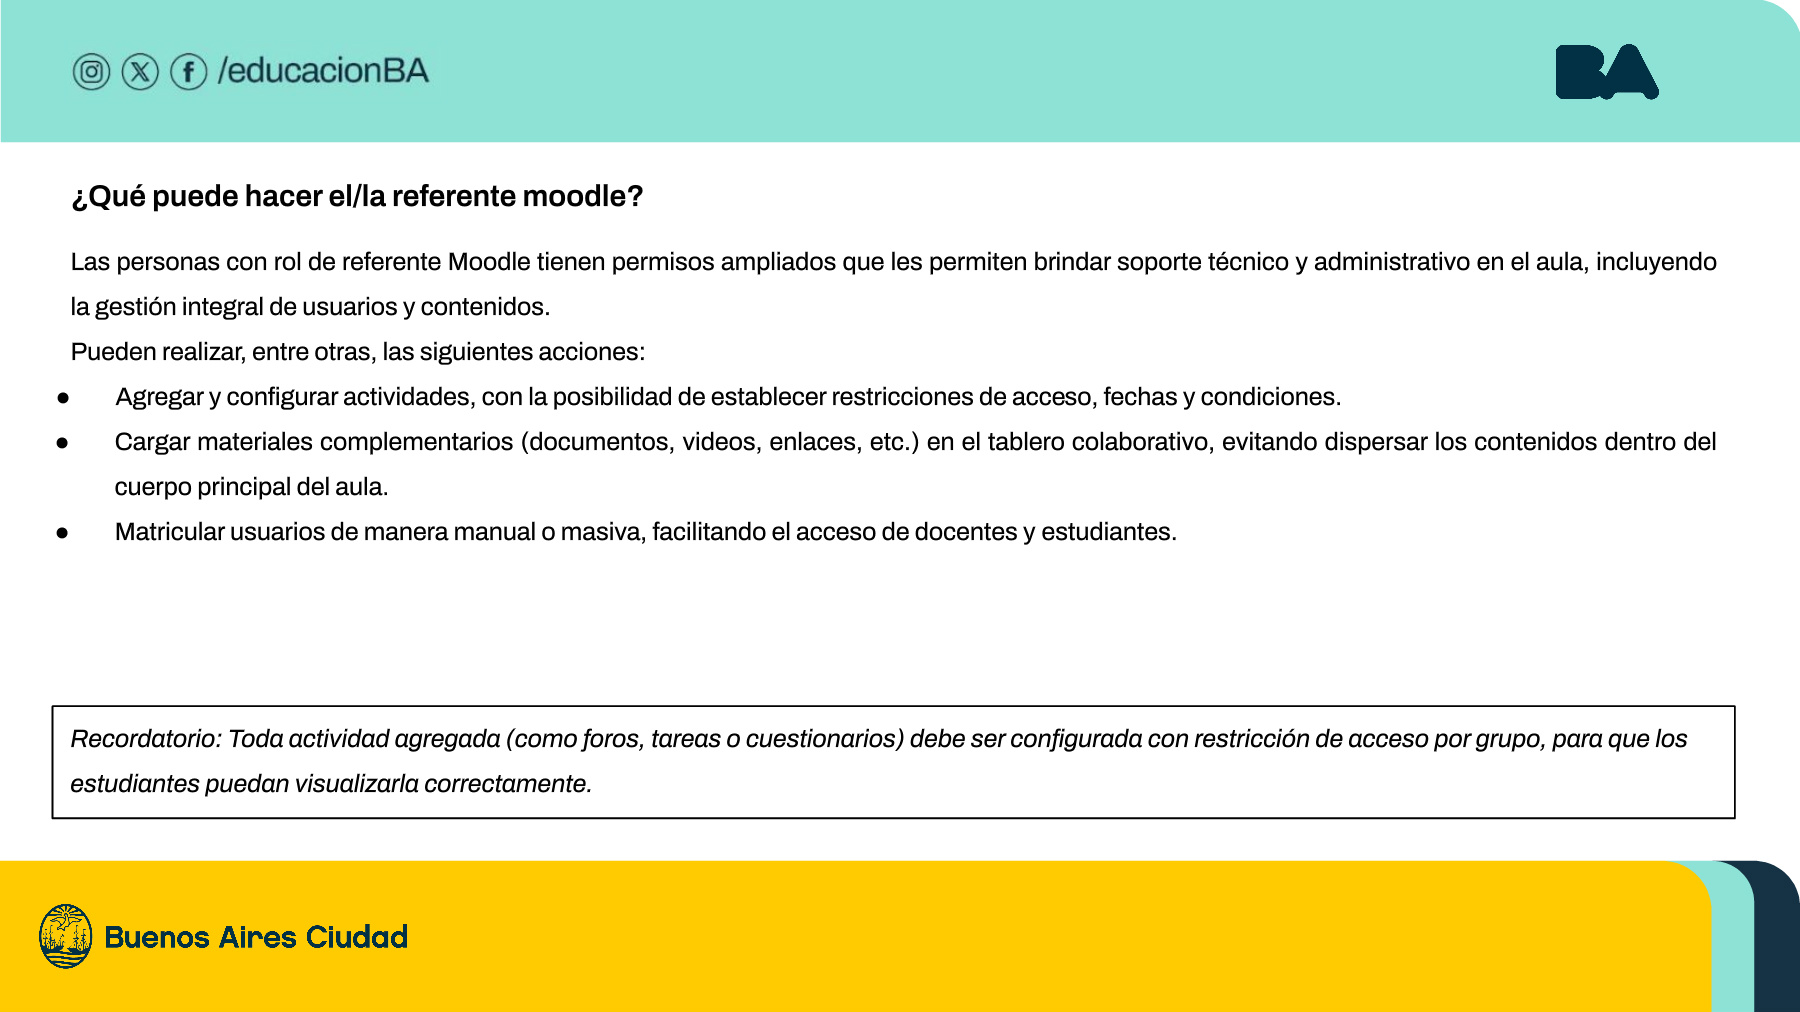 /educacionBA
BA
¿Qué puede hacer el/la referente moodle?
Las personas con rol de referente Moodle tienen permisos ampliados que les permiten brindar soporte técnico y administrativo en el aula, incluyendo
la gestión integral de usuarios y contenidos.
Pueden realizar, entre otras, las siguientes acciones:
● Agregar y configurar actividades, con la posibilidad de establecer restricciones de acceso, fechas y condiciones.
● Cargar materiales complementarios (documentos, videos, enlaces, etc.) en el tablero colaborativo, evitando dispersar los contenidos dentro del
cuerpo principal del aula.
● Matricular usuarios de manera manual o masiva, facilitando el acceso de docentes y estudiantes.
Recordatorio: Toda actividad agregada (como foros, tareas o cuestionarios) debe ser configurada con restricción de acceso por grupo, para que los
estudiantes puedan visualizarla correctamente.
Buenos Aires Ciudad